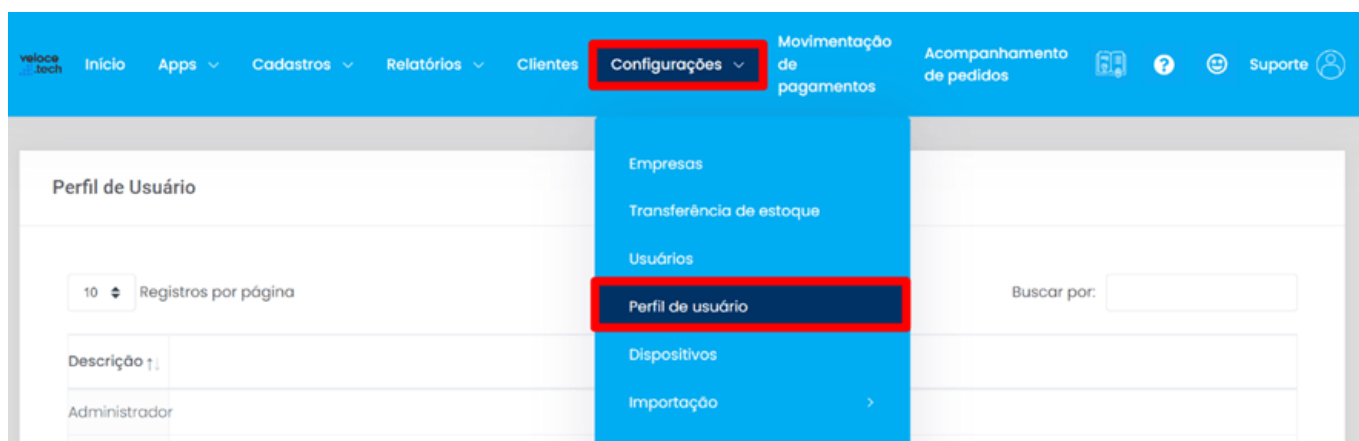 veloce
.tech
Início
Apps
Cadastros
Relatórios
Clientes
Configurações
Movimentação
de
pagamentos
Acompanhamento
de pedidos
?
Suporte
Empresas
Transferência de estoque
Usuários
Perfil de usuário
Dispositivos
Importação
Perfil de Usuário
10
Registros por página
Buscar por:
Descrição
Administrador